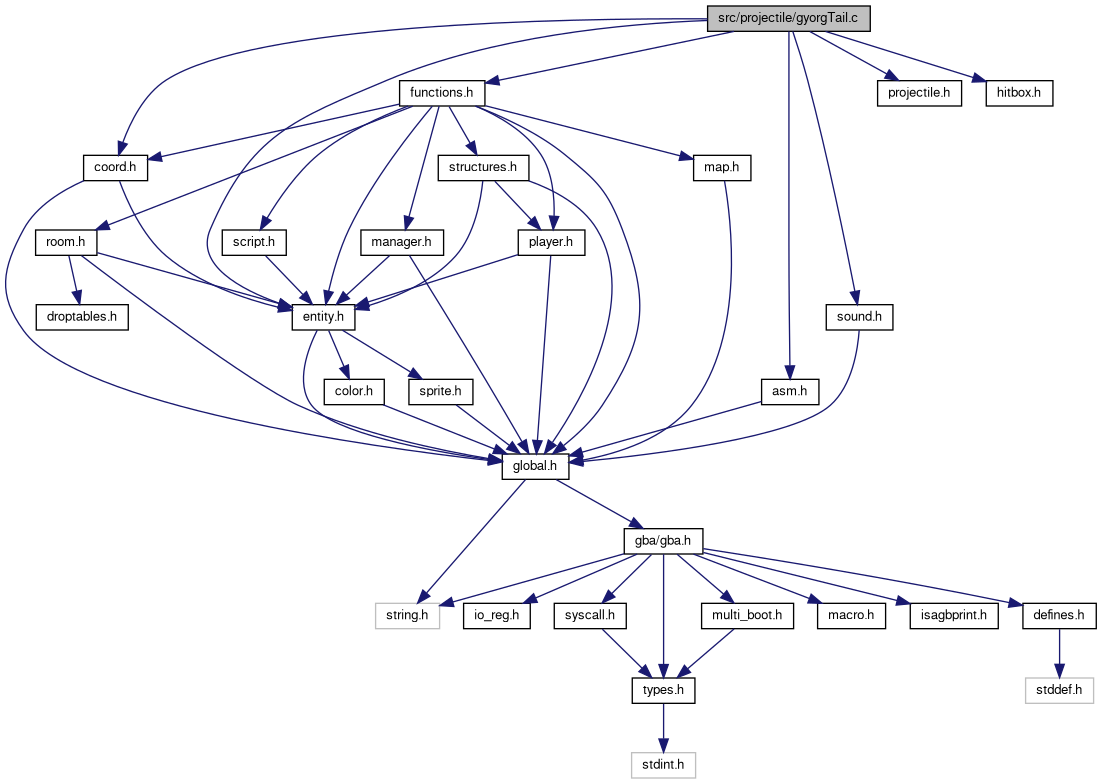 src/projectile/gyorgTail.c
functions.h
projectile.h
hitbox.h
coord.h
structures.h
map.h
room.h
script.h
manager.h
player.h
droptables.h
entity.h
sound.h
color.h
sprite.h
asm.h
global.h
gba/gba.h
string.h
io_reg.h
syscall.h
multi_boot.h
macro.h
isagbprint.h
defines.h
types.h
stddef.h
stdint.h